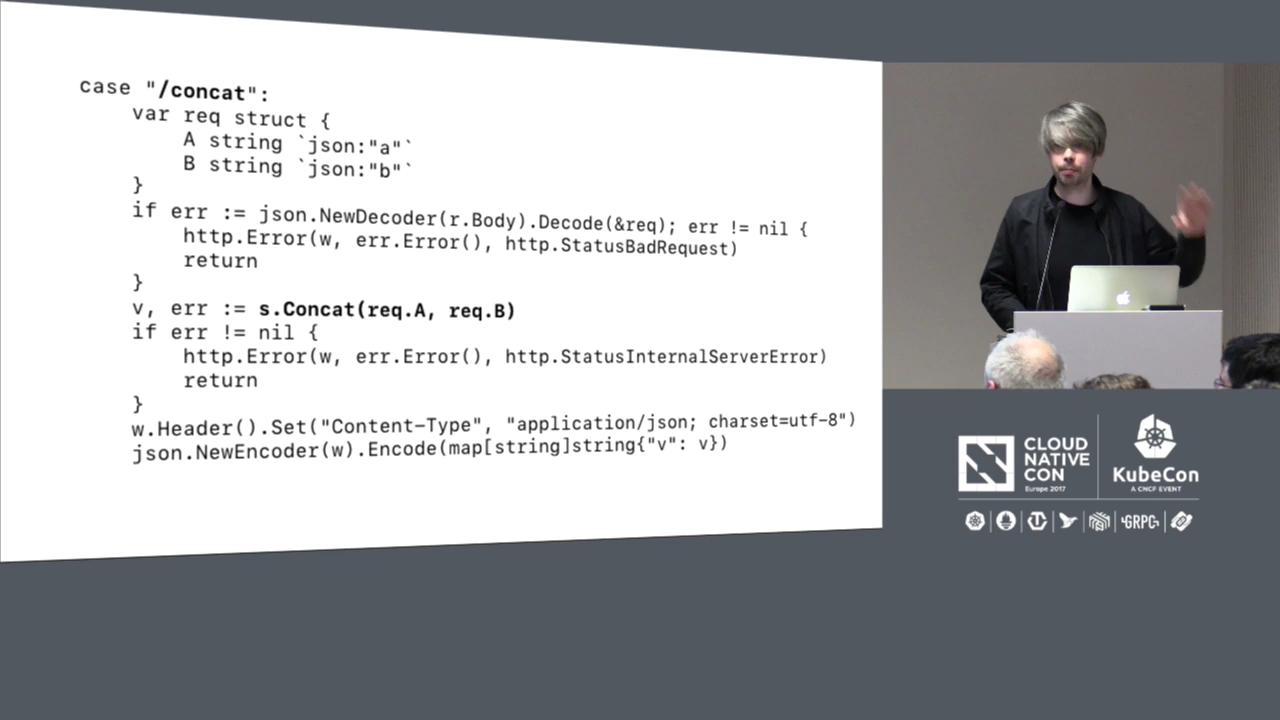 case "/concat":
var req struct {
A string `json:"a"`
B string `json:"b"`
}
if err := json.NewDecoder(r.Body).Decode(&req); err != nil {
http.Error(w, err.Error(), http.StatusBadRequest)
return
}
v, err := s.Concat(req.A, req.B)
if err != nil {
http.Error(w, err.Error(), http.StatusInternalServerError)
return
}
w.Header().Set("Content-Type", "application/json; charset=utf-8")
json.NewEncoder(w).Encode(map[string]string{"v": v})
CLOUD
NATIVE
CON
Europe 2017
KubeCon
A CNCF EVENT
GRPC